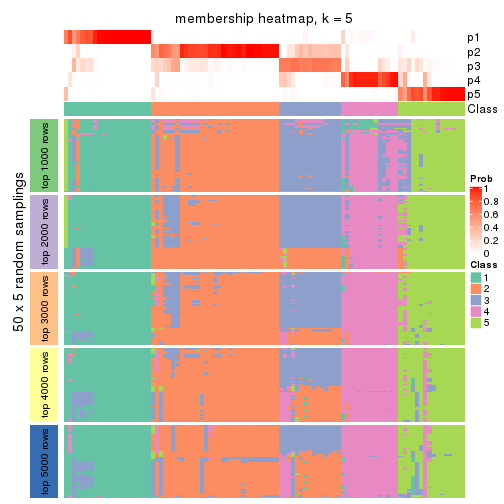 membership heatmap, k = 5
p1
p2
p3
p4
p5
Class
50 x 5 random samplings
top 1000 rows
top 2000 rows
top 3000 rows
top 4000 rows
top 5000 rows
Prob
1
0.8
0.6
0.4
0.2
0
Class
1
2
3
4
5